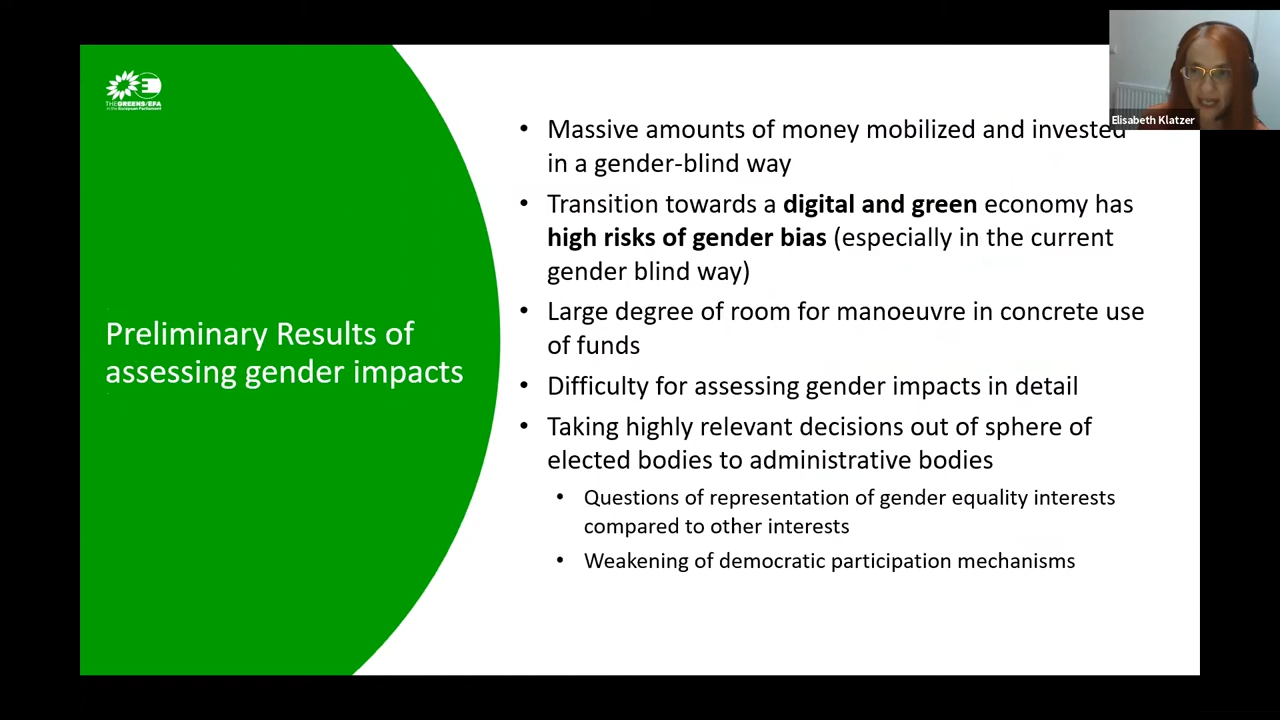 THE GREENS/EFA
in the European Parliament
Elisabeth Klatzer
Preliminary Results of
assessing gender impacts
• Massive amounts of money mobilized and invested
in a gender-blind way
• Transition towards a digital and green economy has
high risks of gender bias (especially in the current
gender blind way)
• Large degree of room for manoeuvre in concrete use
of funds
• Difficulty for assessing gender impacts in detail
• Taking highly relevant decisions out of sphere of
elected bodies to administrative bodies
• Questions of representation of gender equality interests
compared to other interests
• Weakening of democratic participation mechanisms